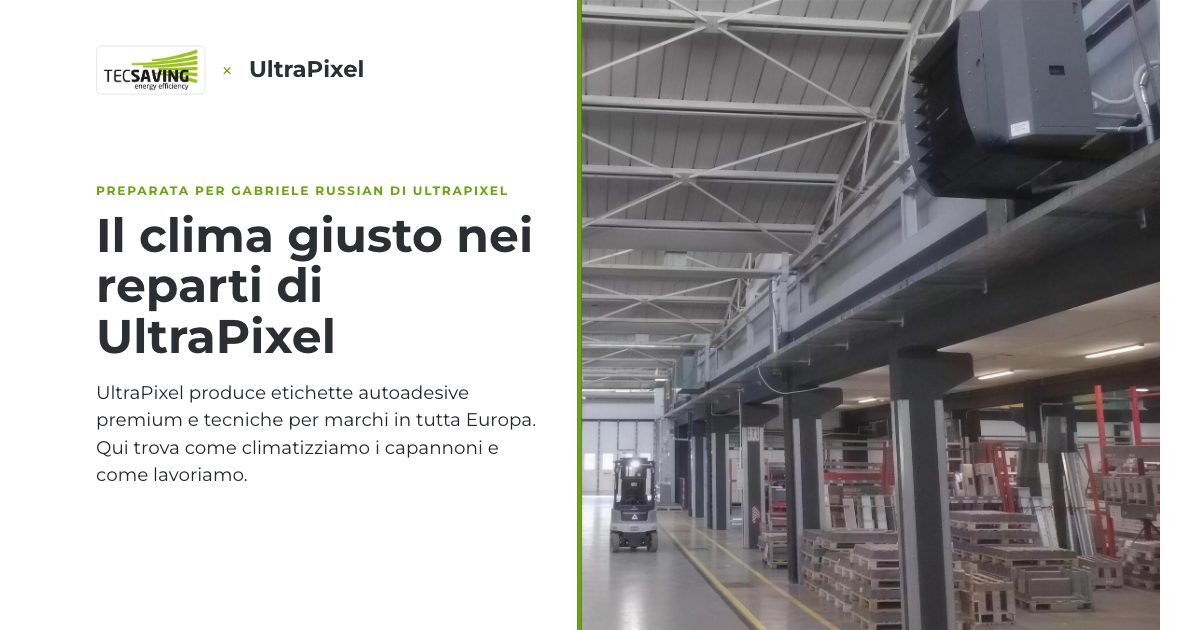 TECSAVING
energy efficiency
× UltraPixel
PREPARATA PER GABRIELE RUSSIAN DI ULTRAPIXEL
Il clima giusto nei
reparti di
UltraPixel
UltraPixel produce etichette autoadesive
premium e tecniche per marchi in tutta Europa.
Qui trova come climatizziamo i capannoni e
come lavoriamo.